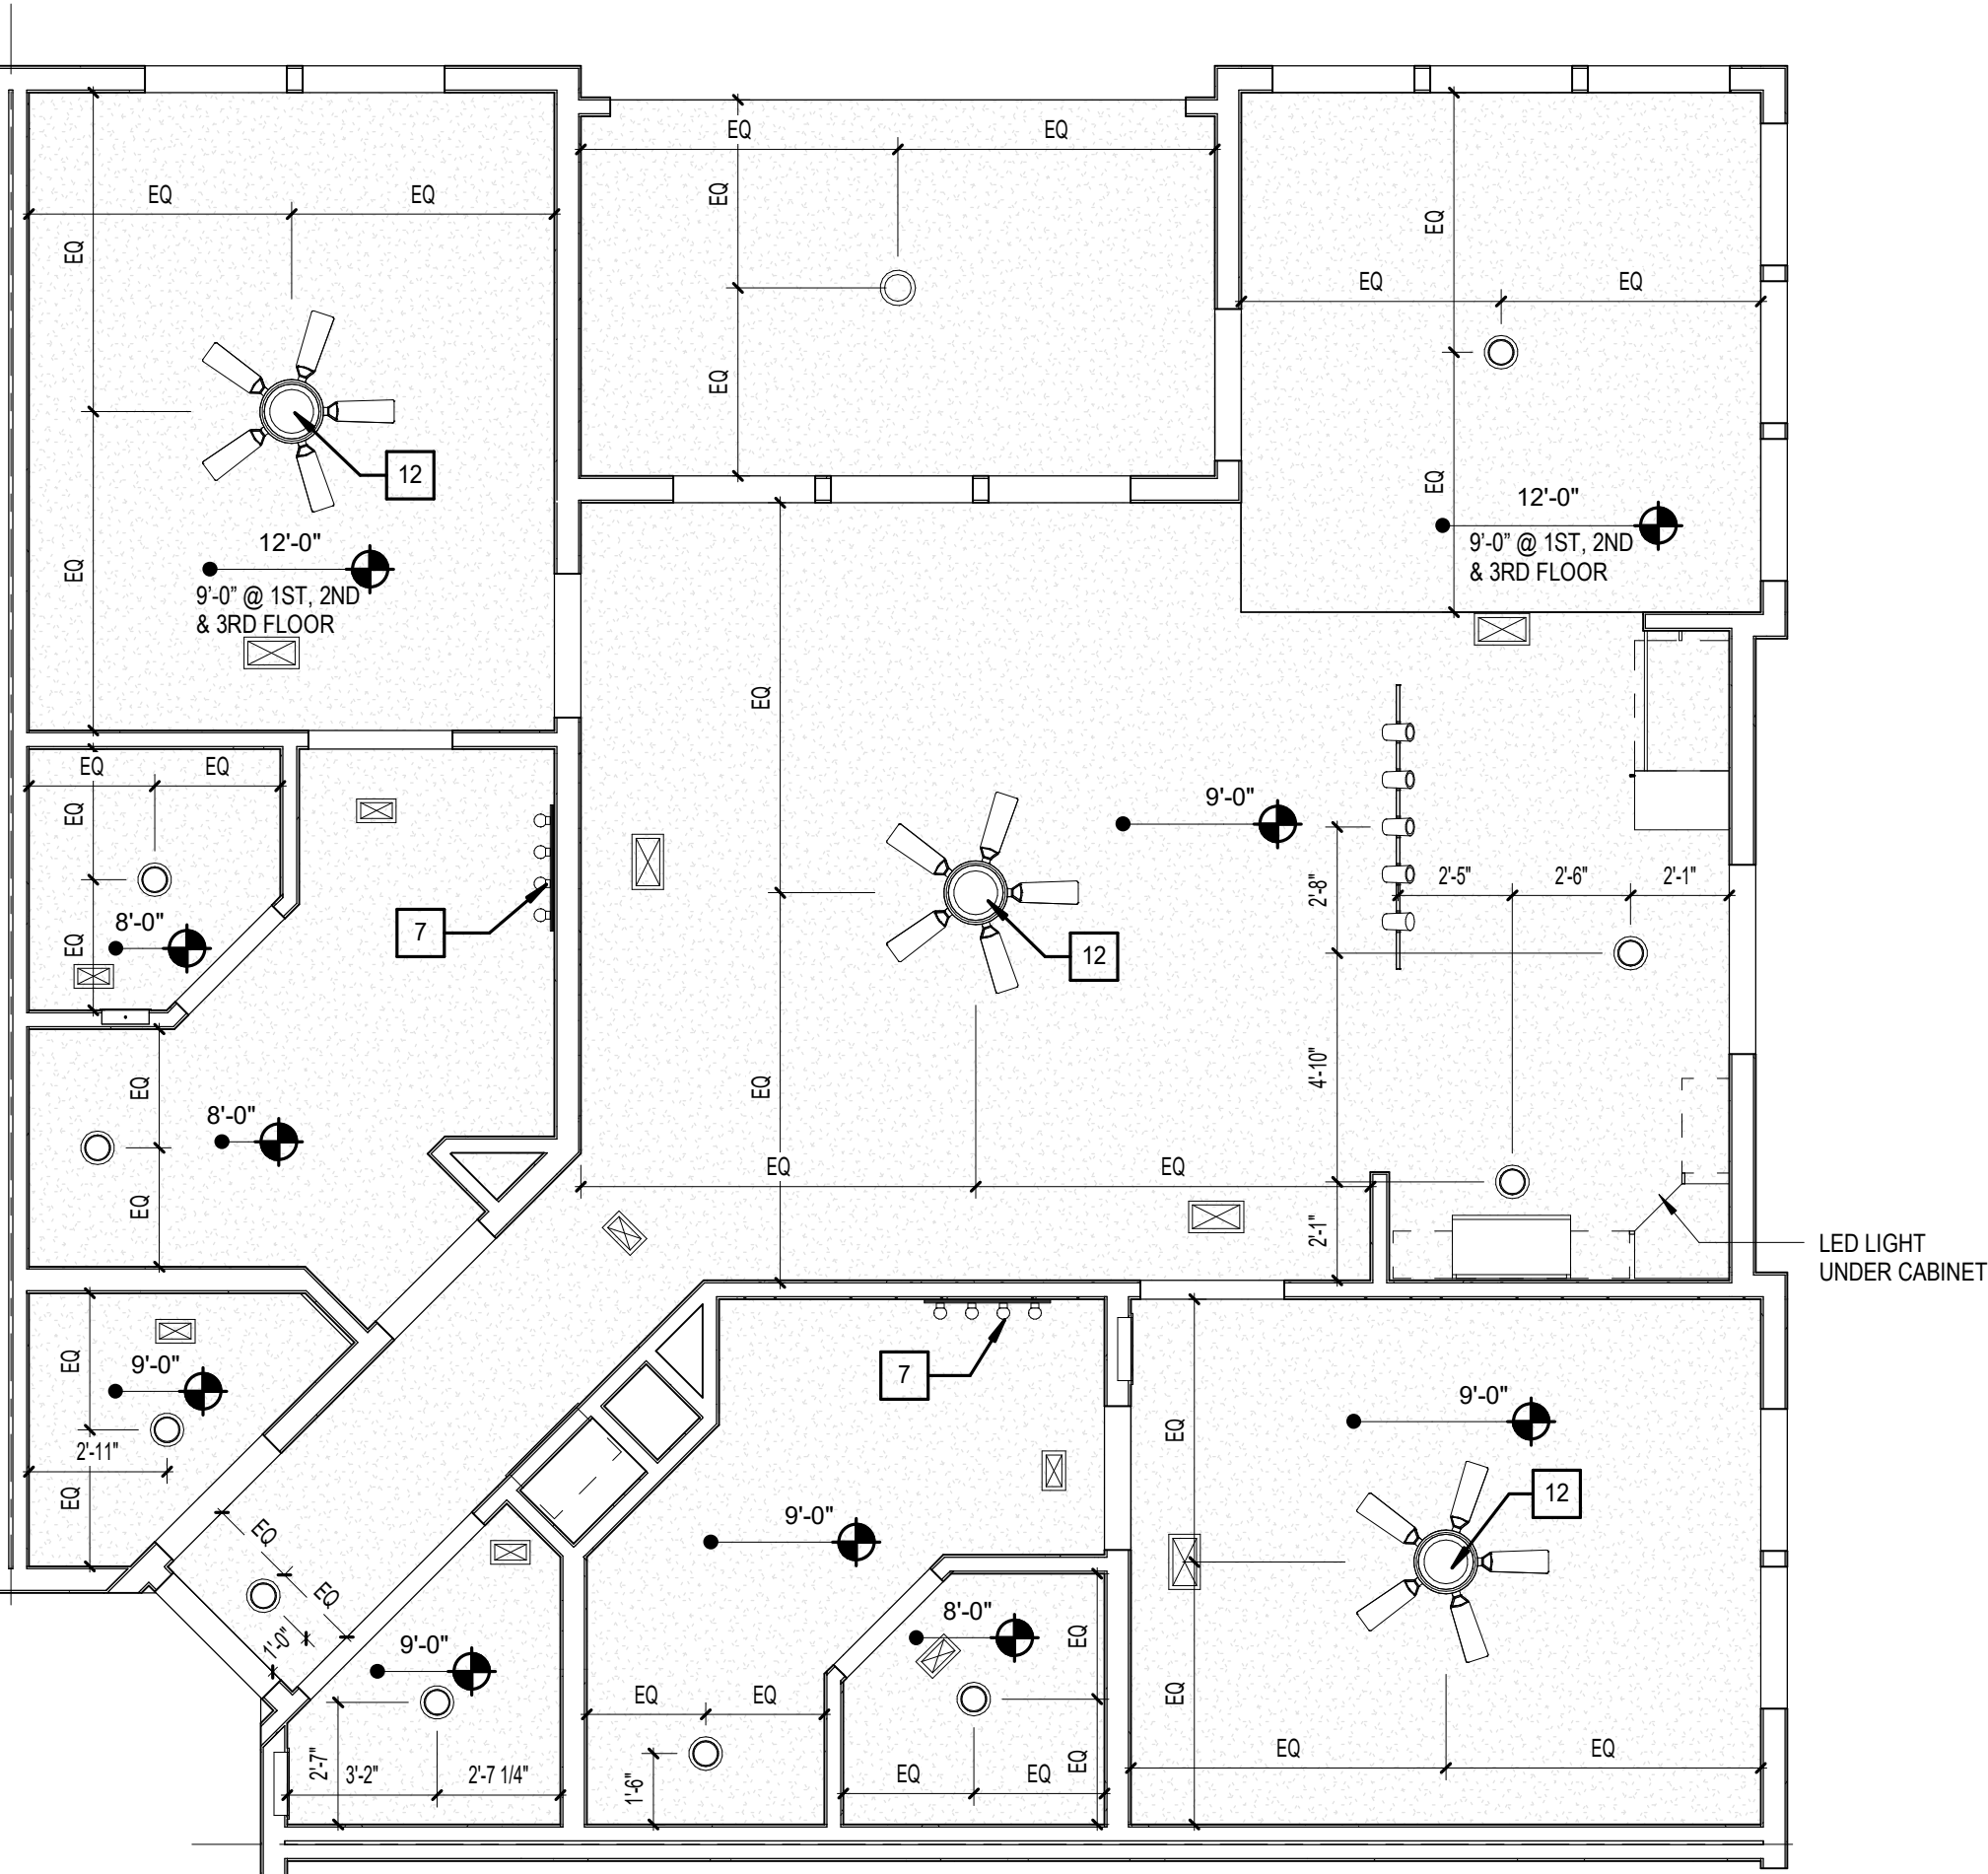 EQ
EQ
EQ
EQ
EQ
EQ
EQ
EQ
EQ
EQ
EQ
EQ
12
EQ
12'-0"
9'-0" @ 1ST, 2ND
& 3RD FLOOR
12'-0"
9'-0" @ 1ST, 2ND
& 3RD FLOOR
EQ
EQ
EQ
EQ
EQ
8'-0"
7
EQ
9'-0"
12
2'-8"
2'-5"
2'-6"
2'-1"
4'-10"
EQ
8'-0"
EQ
EQ
EQ
EQ
2'-1"
LED LIGHT
UNDER CABINET
EQ
9'-0"
2'-11"
EQ
7
9'-0"
EQ
9'-0"
12
EQ
EQ
1'-0"
9'-0"
2'-7"
3'-2"
2'-7 1/4"
EQ
EQ
1'-6"
8'-0"
EQ
EQ
EQ
EQ
EQ
EQ
EQ